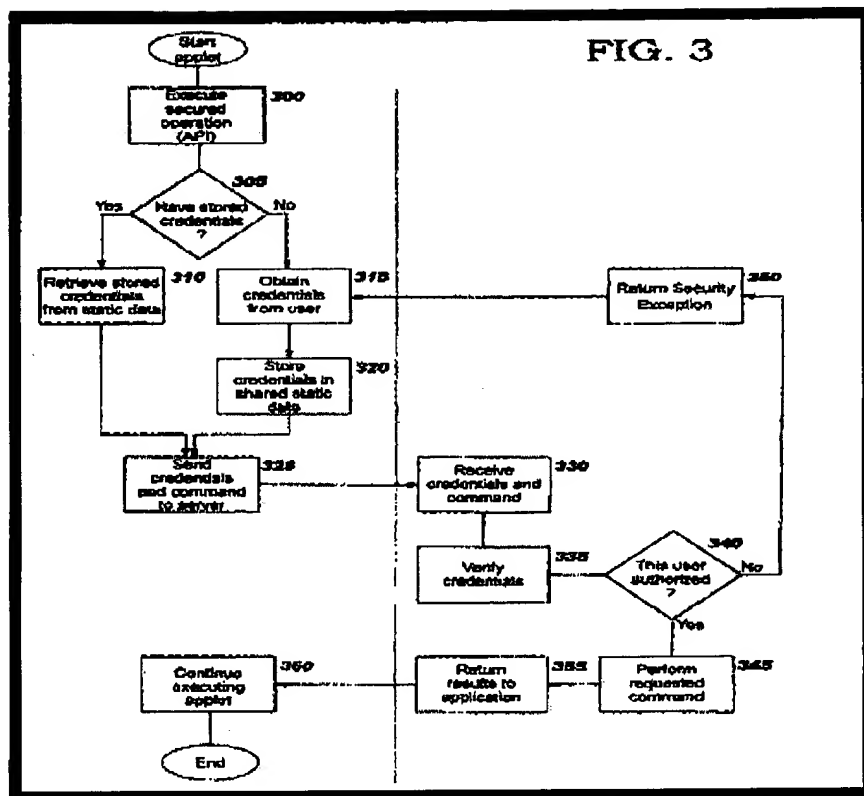 FIG. 3
Start
applet
300
Execute
secured
operation
(API)
305
Yes
Have stored
credentials
?
No
310
Retrieve stored
credentials
from static data
315
Obtain
credentials
from user
350
Return Security
Exception
320
Store
credentials in
shared static
data
325
Send
credentials
and command
to server
330
Receive
credentials and
command
335
Verify
credentials
340
This user
authorized
?
No
Yes
360
Continue
executing
applet
355
Return
results to
application
345
Perform
requested
command
End